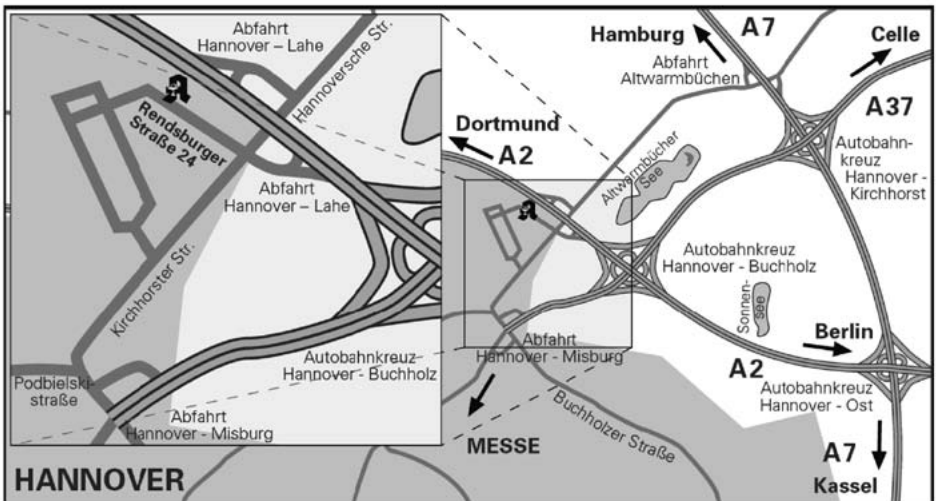 Abfahrt
Hannover – Lahe
Hannoversche Str.
Rendsburger
Straße 24
Abfahrt
Hannover – Lahe
Kirchhorster Str.
Podbielski-
straße
Autobahnkreuz
Hannover - Buchholz
Abfahrt
Hannover - Misburg
HANNOVER
Hamburg
A7
Celle
Abfahrt
Altwarmbüchen
A37
Dortmund
A2
Altwarmbücher
See
Autobahn-
kreuz
Hannover -
Kirchhorst
Autobahnkreuz
Hannover - Buchholz
Sonnen-
see
Berlin
Abfahrt
Hannover - Misburg
A2
Autobahnkreuz
Hannover - Ost
Buchholzer Straße
MESSE
A7
Kassel